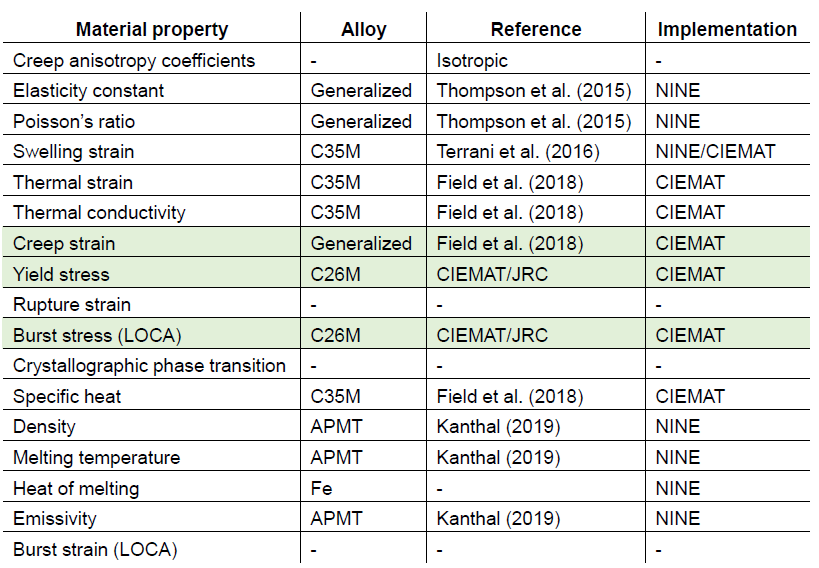 Material property Alloy Reference Implementation
Creep anisotropy coefficients - Isotropic -
Elasticity constant Generalized Thompson et al. (2015) NINE
Poisson's ratio Generalized Thompson et al. (2015) NINE
Swelling strain C35M Terrani et al. (2016) NINE/CIEMAT
Thermal strain C35M Field et al. (2018) CIEMAT
Thermal conductivity C35M Field et al. (2018) CIEMAT
Creep strain Generalized Field et al. (2018) CIEMAT
Yield stress C26M CIEMAT/JRC CIEMAT
Rupture strain - - -
Burst stress (LOCA) C26M CIEMAT/JRC CIEMAT
Crystallographic phase transition - - -
Specific heat C35M Field et al. (2018) CIEMAT
Density APMT Kanthal (2019) NINE
Melting temperature APMT Kanthal (2019) NINE
Heat of melting Fe - NINE
Emissivity APMT Kanthal (2019) NINE
Burst strain (LOCA) - - -